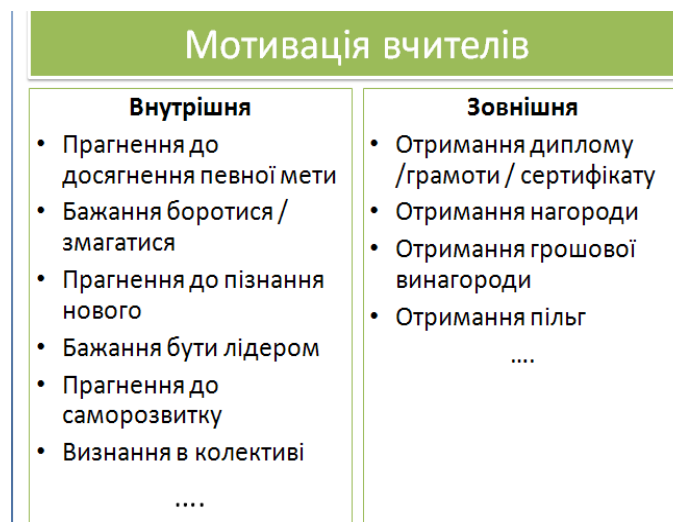 Мотивація вчителів
Внутрішня
• Прагнення до
досягнення певної мети
• Бажання боротися /
змагатися
• Прагнення до пізнання
нового
• Бажання бути лідером
• Прагнення до
саморозвитку
• Визнання в колективі
....
Зовнішня
• Отримання диплому
/грамоти / сертифікату
• Отримання нагороди
• Отримання грошової
винагороди
• Отримання пільг
....